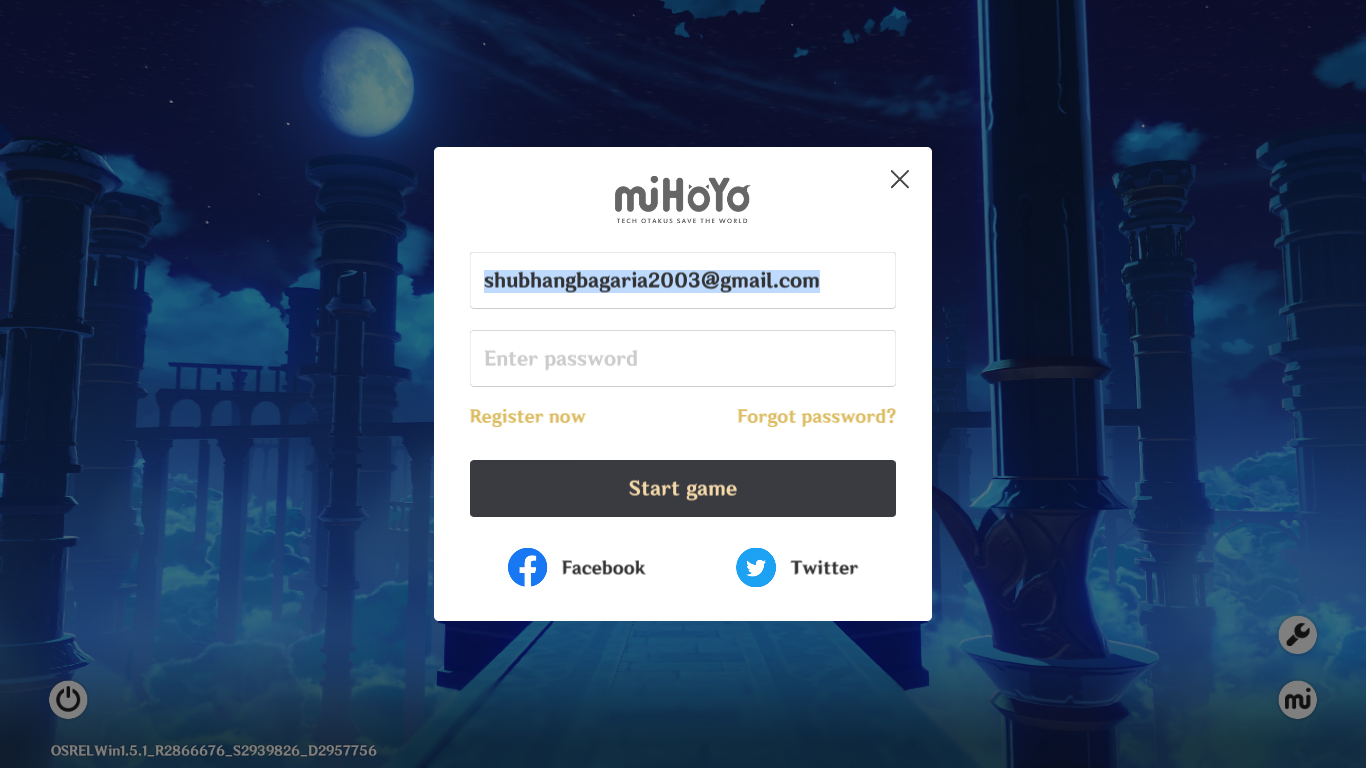 miHoYo
TECH OTAKUS SAVE THE WORLD
shubhangbagaria2003@gmail.com
Enter password
Register now
Forgot password?
Start game
Facebook
Twitter
mi
OSRELWin1.5.1_R2866676_S2939826_D2957756